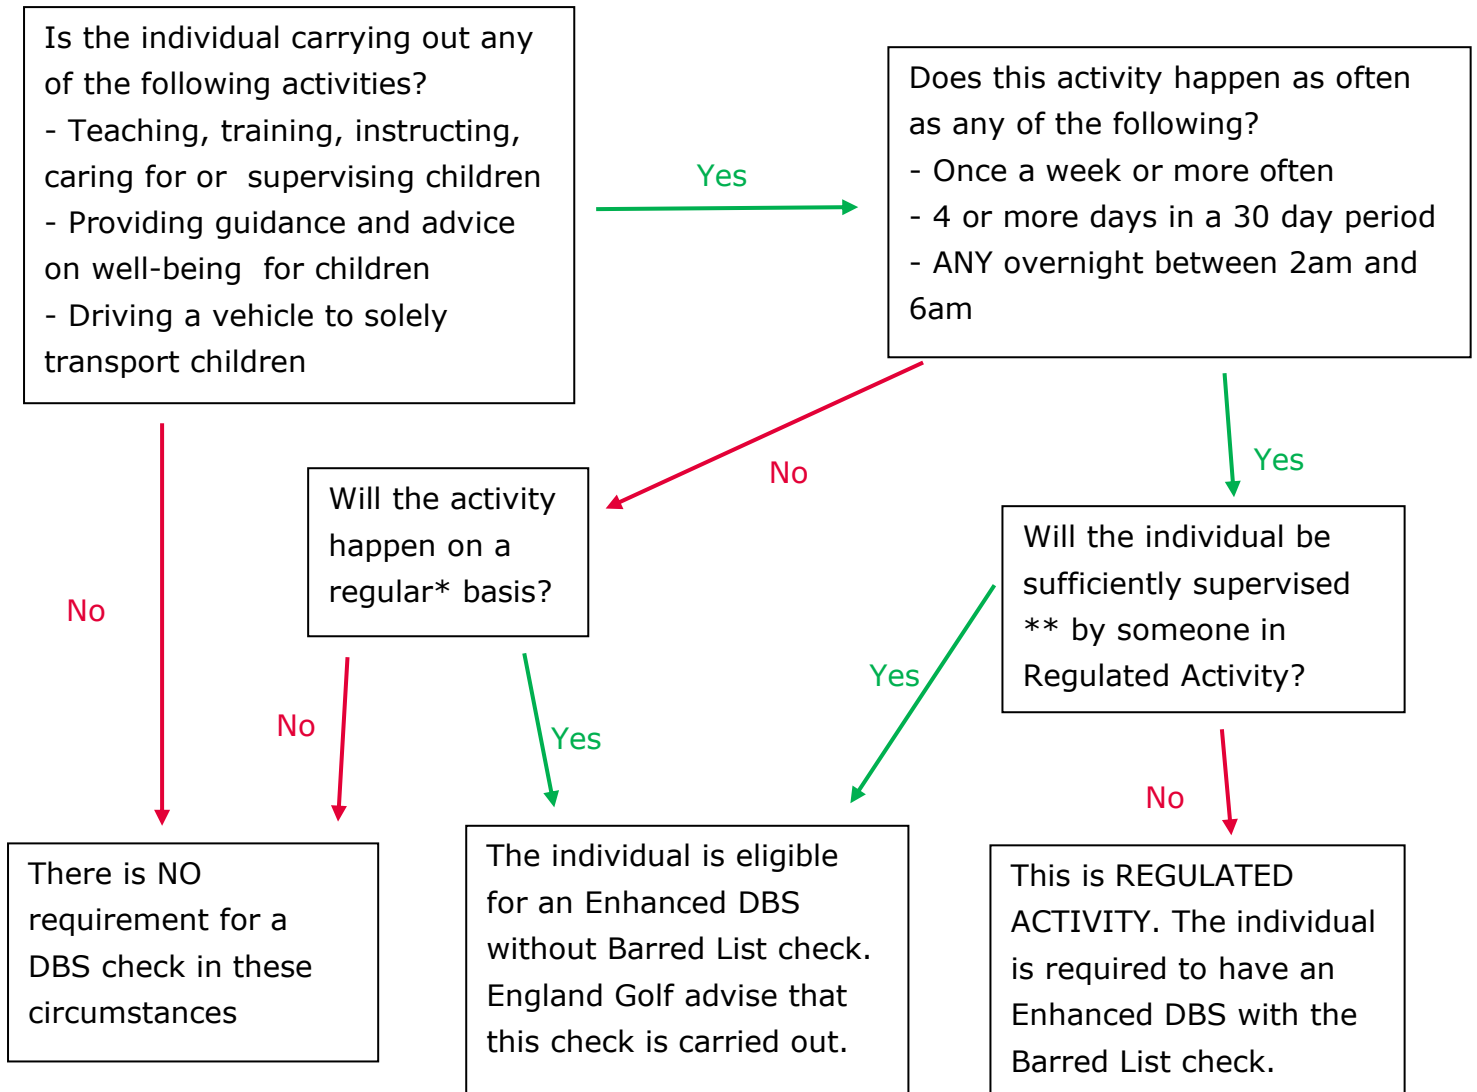 Is the individual carrying out any
of the following activities?
- Teaching, training, instructing,
caring for or  supervising children
- Providing guidance and advice
on well-being  for children
- Driving a vehicle to solely
transport children
Yes
Does this activity happen as often
as any of the following?
- Once a week or more often
- 4 or more days in a 30 day period
- ANY overnight between 2am and
6am
No
Yes
No
Will the activity
happen on a
regular* basis?
Will the individual be
sufficiently supervised
** by someone in
Regulated Activity?
No
Yes
Yes
No
There is NO
requirement for a
DBS check in these
circumstances
The individual is eligible
for an Enhanced DBS
without Barred List check.
England Golf advise that
this check is carried out.
This is REGULATED
ACTIVITY. The individual
is required to have an
Enhanced DBS with the
Barred List check.